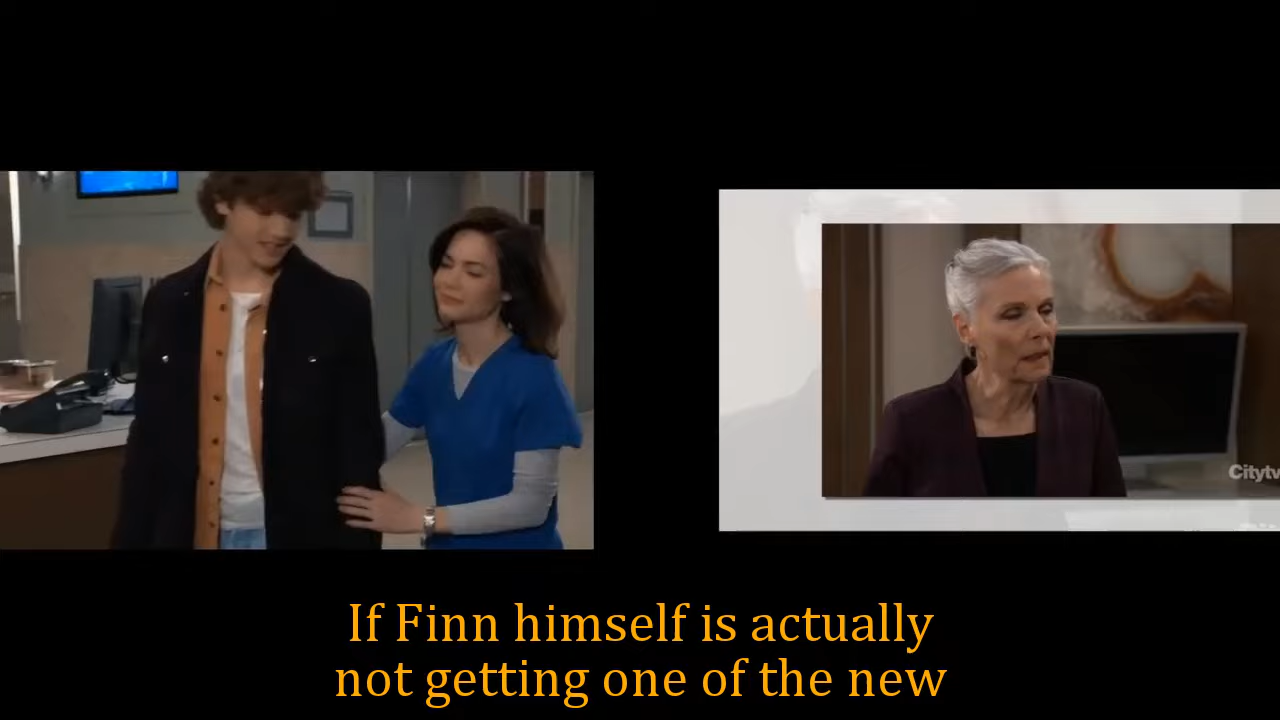 Citytv
If Finn himself is actually
not getting one of the new